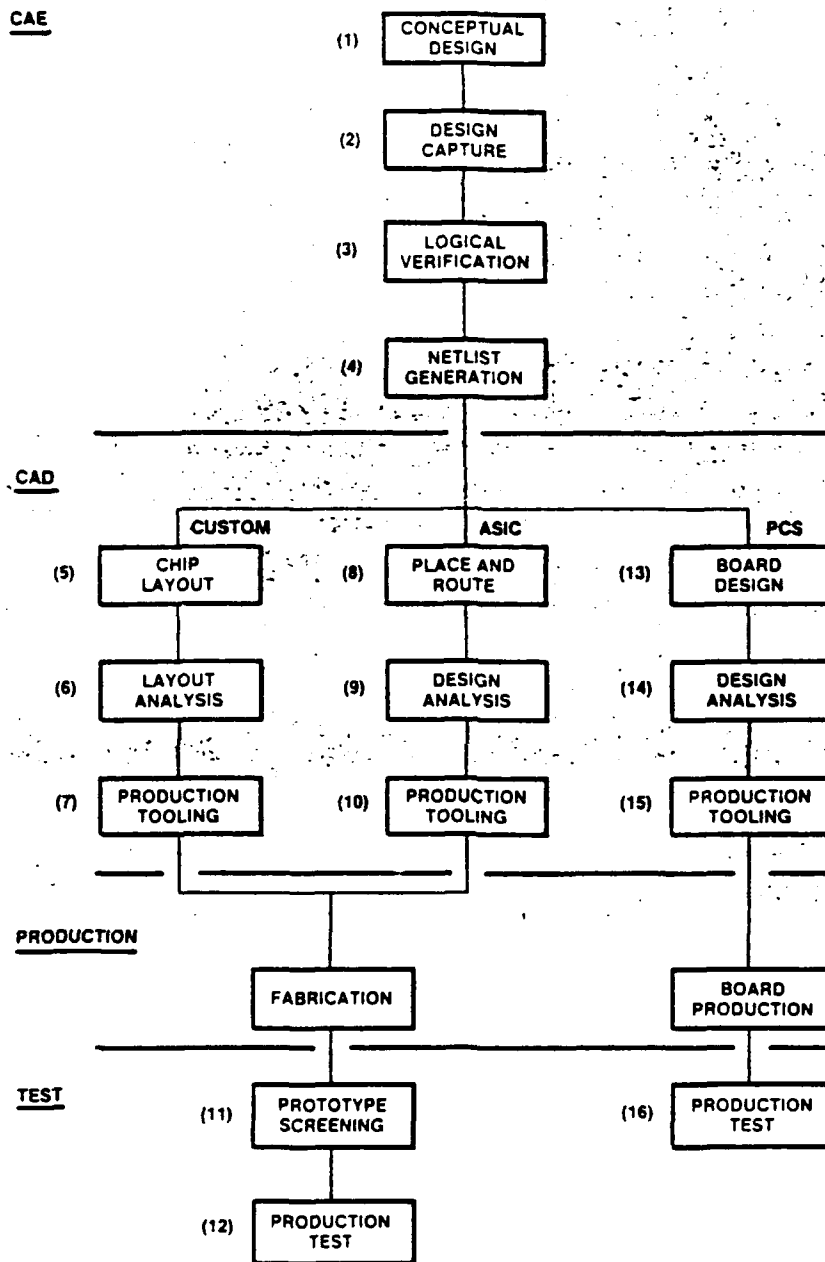 CAE
(1)
CONCEPTUAL
DESIGN
(2)
DESIGN
CAPTURE
(3)
LOGICAL
VERIFICATION
(4)
NETLIST
GENERATION
CAD
CUSTOM
ASIC
PCS
(5)
CHIP
LAYOUT
(8)
PLACE AND
ROUTE
(13)
BOARD
DESIGN
(6)
LAYOUT
ANALYSIS
(9)
DESIGN
ANALYSIS
(14)
DESIGN
ANALYSIS
(7)
PRODUCTION
TOOLING
(10)
PRODUCTION
TOOLING
(15)
PRODUCTION
TOOLING
PRODUCTION
FABRICATION
BOARD
PRODUCTION
TEST
(11)
PROTOTYPE
SCREENING
(16)
PRODUCTION
TEST
(12)
PRODUCTION
TEST